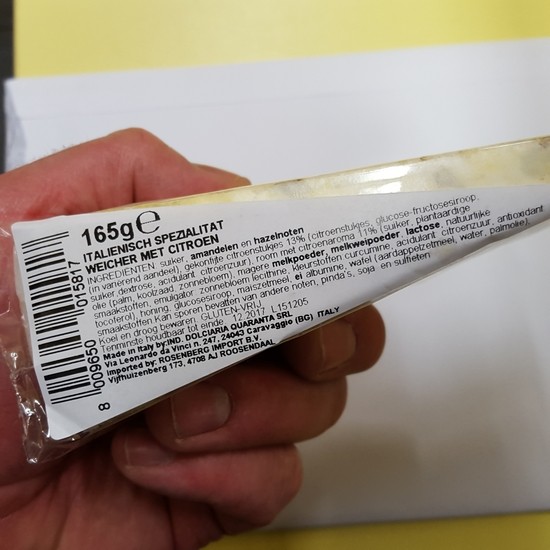 165g ℮
ITALIENISCH SPEZIALITAT
WEICHER MET CITROEN
INGREDIËNTEN: suiker, amandelen en hazelnoten
(in varierend aandeel), gekonfijte citroenstukjes 13% (citroenstukjes, glucose-fructosesiroop,
suiker dextrose, acidulant citroenzuur), room met citroenaroma 11% (suiker, plantaardige
olie (palm, koolzaad, zonnebloem), magere melkpoeder, melkweipoeder, lactose, natuurlijke
smaakstoffen, emulgator zonnebloem lecithine, kleurstoffen curcumine, acidulant citroenzuur, antioxidant
tocoferol), honing, glucosesiroop, maiszetmeel, ei albumine, wafel (aardappelzetmeel, water, palmolie),
smaakstoffen Kan sporen bevatten van andere noten, pinda's, soja en sulfieten
Koel en droog bewaren. GLUTEN-VRIJ.
Tenminste houdbaar tot einde 12.2017 L151205
Made in Italy by:IND. DOLCIARIA QUARANTA SRL
Via Leonardo da Vinci n. 247, 24043 Caravaggio (BG) ITALY
Imported by: ROSENBERG IMPORT B.V.
Vijfhuizenberg 173, 4708 AJ ROOSENDAAL
8 009650 015817